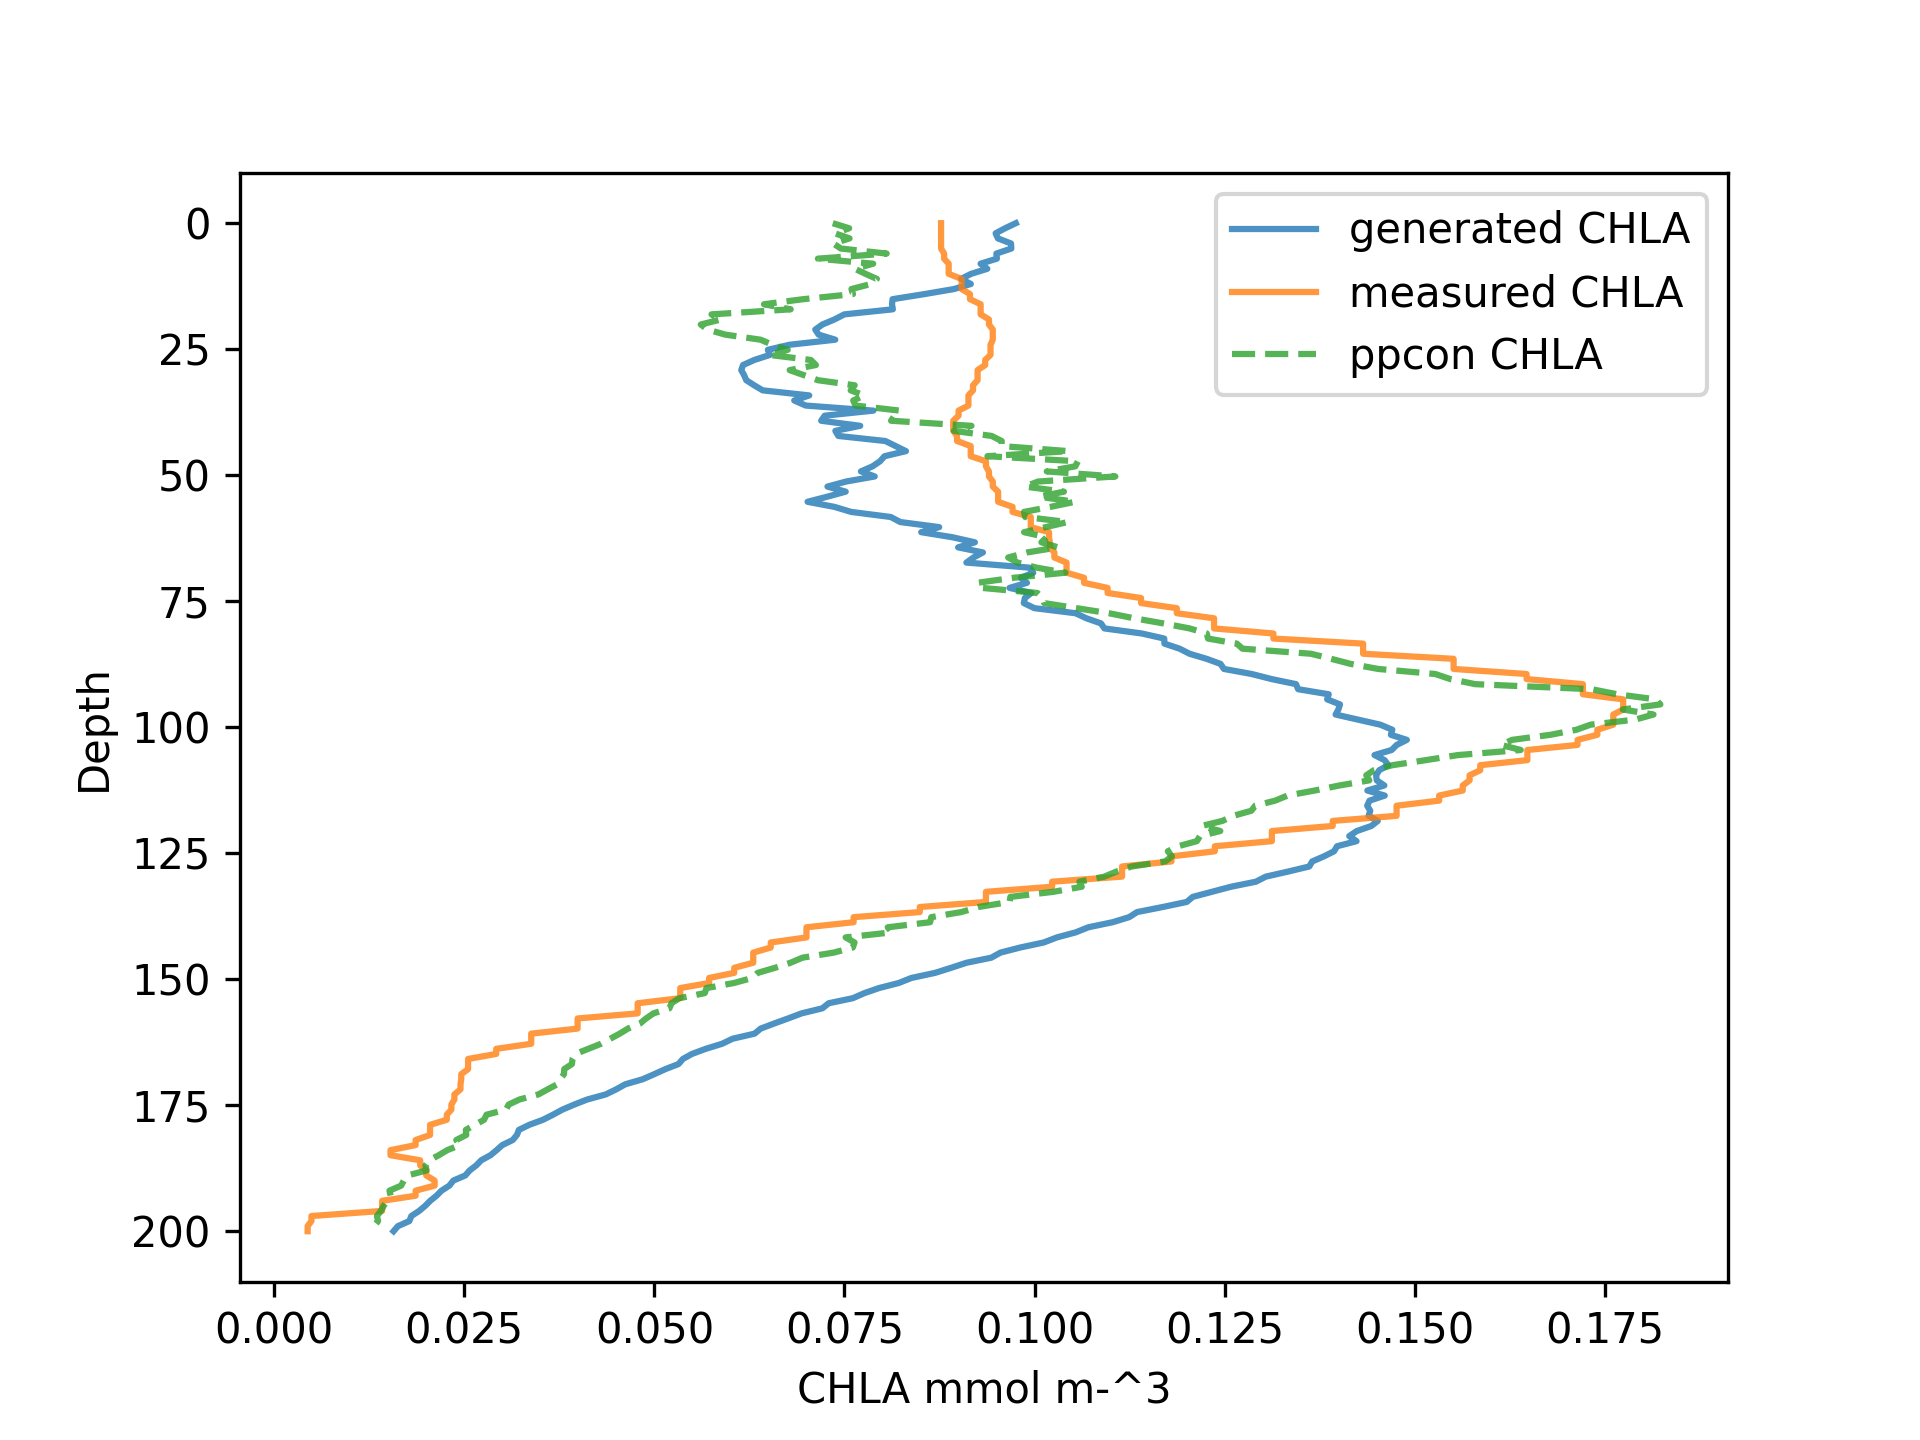 generated CHLA
measured CHLA
ppcon CHLA
0
25
50
75
100
125
150
175
200
Depth
0.000 0.025 0.050 0.075 0.100 0.125 0.150 0.175
CHLA mmol m-^3